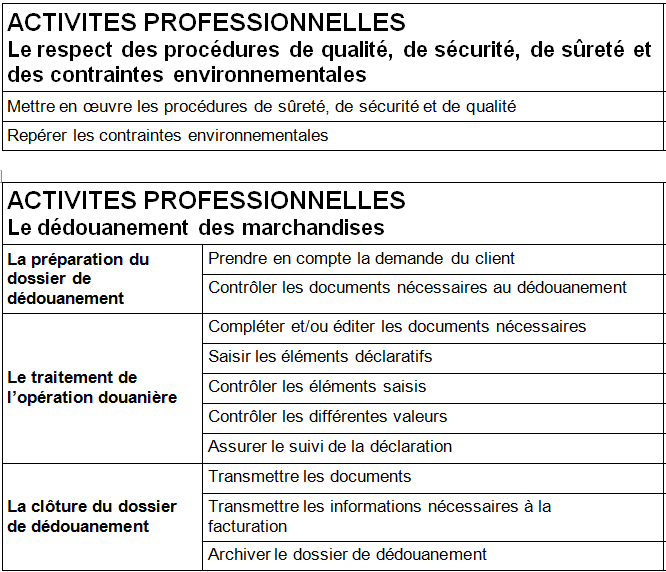 ACTIVITES PROFESSIONNELLES
Le respect des procédures de qualité, de sécurité, de sûreté et
des contraintes environnementales
Mettre en œuvre les procédures de sûreté, de sécurité et de qualité
Repérer les contraintes environnementales
ACTIVITES PROFESSIONNELLES
Le dédouanement des marchandises
La préparation du
dossier de
dédouanement
Prendre en compte la demande du client
Contrôler les documents nécessaires au dédouanement
Le traitement de
l’opération douanière
Compléter et/ou éditer les documents nécessaires
Saisir les éléments déclaratifs
Contrôler les éléments saisis
Contrôler les différentes valeurs
Assurer le suivi de la déclaration
La clôture du dossier
de dédouanement
Transmettre les documents
Transmettre les informations nécessaires à la
facturation
Archiver le dossier de dédouanement